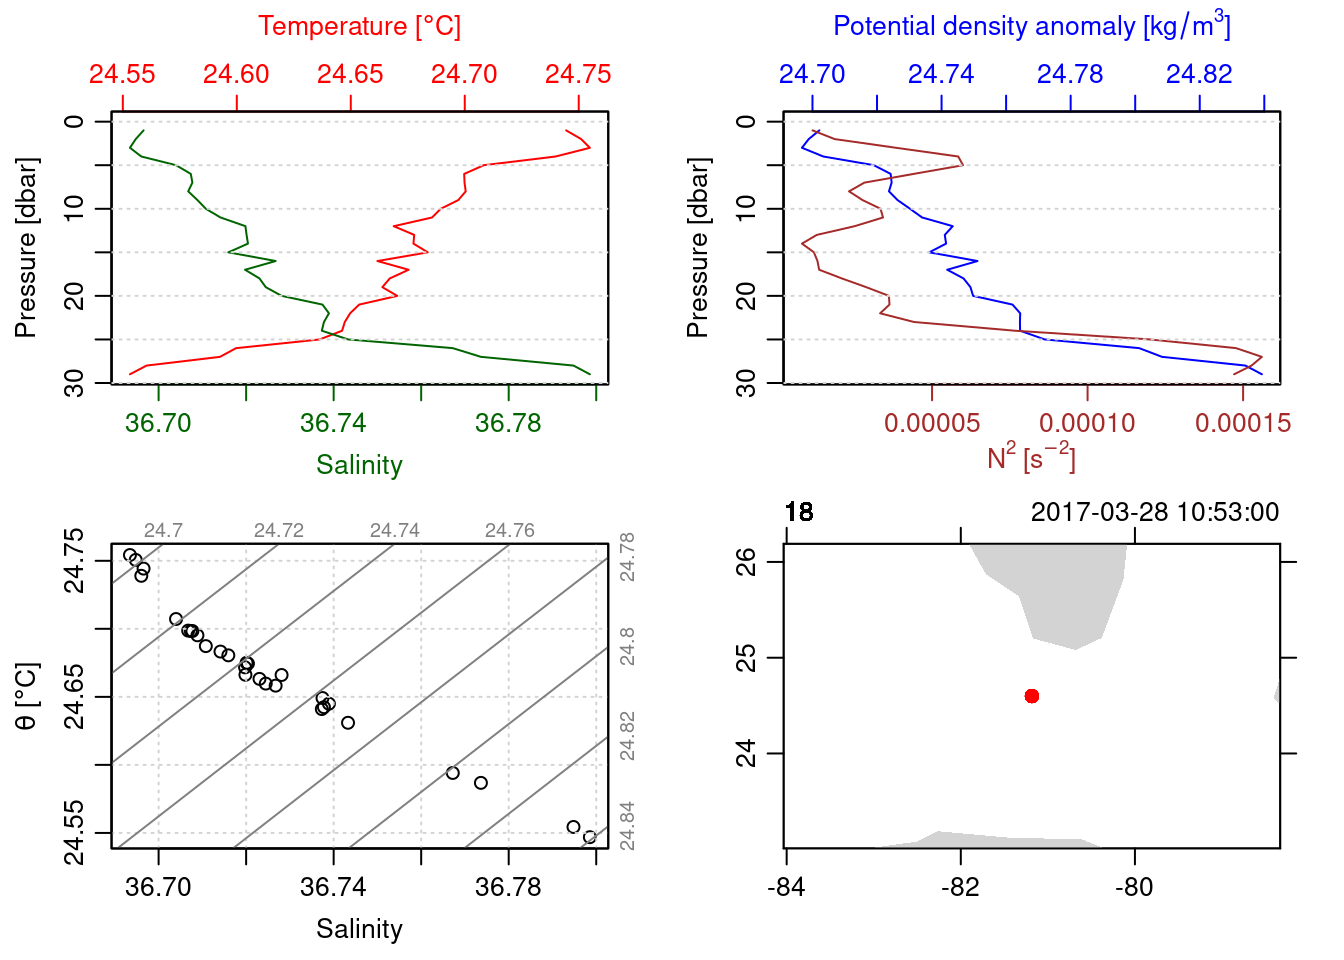 Temperature [°C]
24.55 24.60 24.65 24.70 24.75
Pressure [dbar]
0 10 20 30
36.70 36.74 36.78
Salinity
Potential density anomaly [kg/m³]
24.70 24.74 24.78 24.82
Pressure [dbar]
0 10 20 30
0.00005 0.00010 0.00015
N² [s⁻²]
24.7 24.72 24.74 24.76
24.78
24.8
24.82
24.84
θ [°C]
24.75 24.65 24.55
36.70 36.74 36.78
Salinity
18 2017-03-28 10:53:00
26
25
24
-84 -82 -80